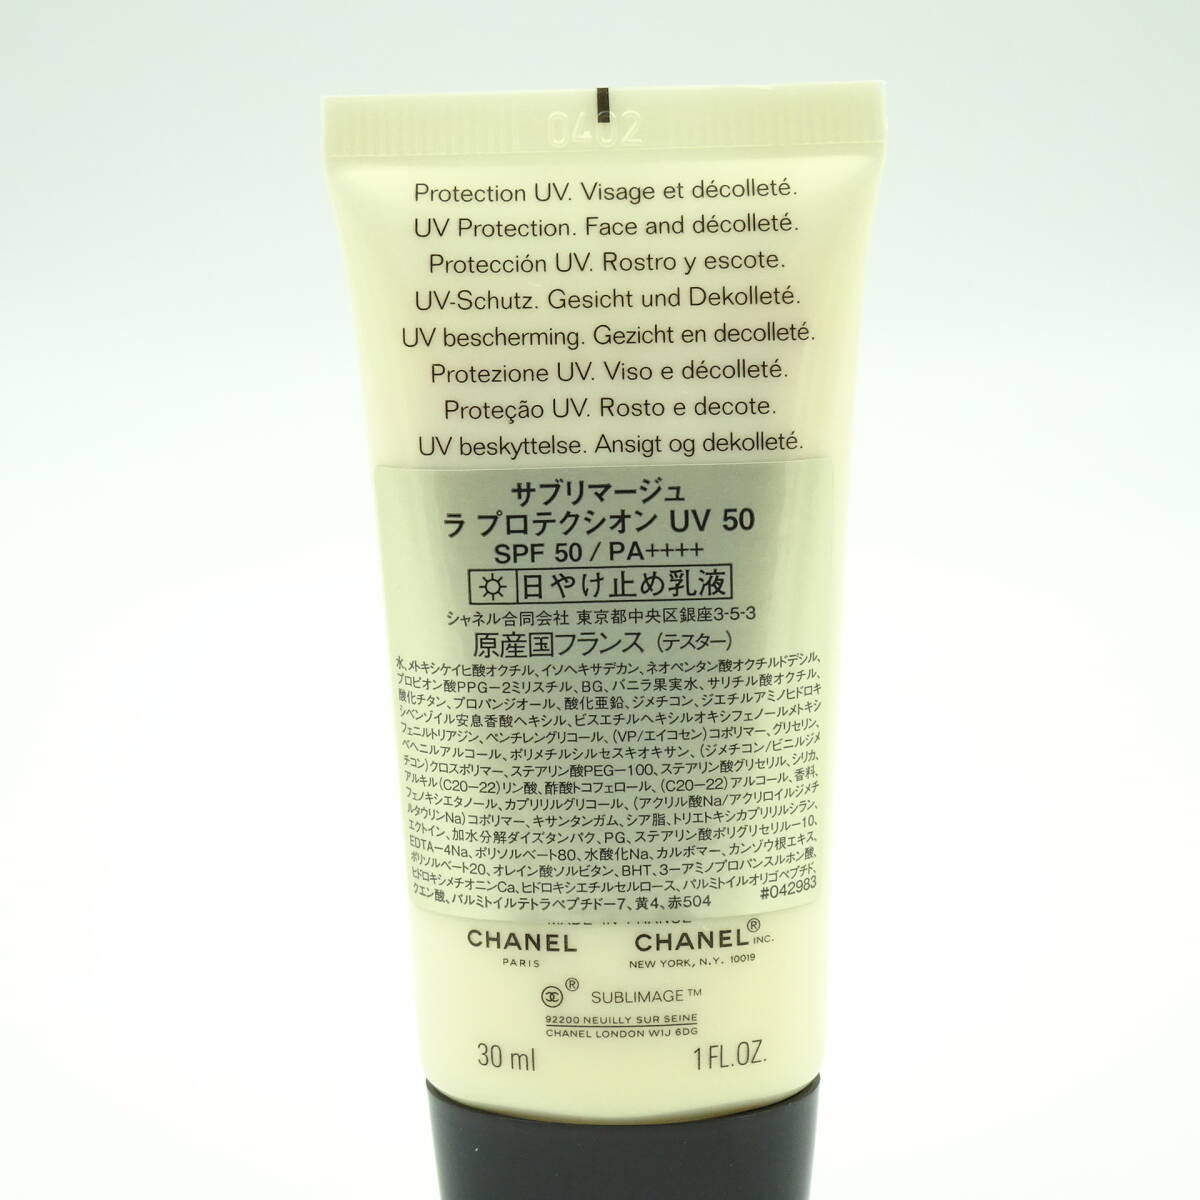 0402
Protection UV. Visage et décolleté.
UV Protection. Face and décolleté.
Protección UV. Rostro y escote.
UV-Schutz. Gesicht und Dekolleté.
UV bescherming. Gezicht en decolleté.
Protezione UV. Viso e décolleté.
Proteção UV. Rosto e decote.
UV beskyttelse. Ansigt og dekolleté.
サブリマージュ
ラ プロテクシオン UV 50
SPF 50 / PA++++
日やけ止め乳液
シャネル合同会社 東京都中央区銀座3-5-3
原産国フランス (テスター)
水、メトキシケイヒ酸オクチル、イソヘキサデカン、ネオペンタン酸オクチルドデシル、
プロピオン酸PPG-2ミリスチル、BG、バニラ果実水、サリチル酸オクチル、
酸化チタン、プロパンジオール、酸化亜鉛、ジメチコン、ジエチルアミノヒドロキ
シベンゾイル安息香酸ヘキシル、ビスエチルヘキシルオキシフェノールメトキシ
フェニルトリアジン、ペンチレングリコール、(VP/エイコセン)コポリマー、グリセリン、
ベヘニルアルコール、ポリメチルシルセスキオキサン、(ジメチコン/ビニルジメ
チコン)クロスポリマー、ステアリン酸PEG-100、ステアリン酸グリセリル、シリカ、
アルキル(C20-22)リン酸、酢酸トコフェロール、(C20-22)アルコール、香料、
フェノキシエタノール、カプリリルグリコール、(アクリル酸Na/アクリロイルジメチ
ルタウリンNa)コポリマー、キサンタンガム、シア脂、トリエトキシカプリリルシラン、
エクトイン、加水分解ダイズタンパク、PG、ステアリン酸ポリグリセリル-10、
EDTA-4Na、ポリソルベート80、水酸化Na、カルボマー、カンゾウ根エキス、
ポリソルベート20、オレイン酸ソルビタン、BHT、3-アミノプロパンスルホン酸、
ヒドロキシメチオニンCa、ヒドロキシエチルセルロース、パルミトイルオリゴペプチド、
クエン酸、パルミトイルテトラペプチド-7、黄4、赤504 #042983
MADE IN FRANCE
CHANEL CHANEL® INC.
PARIS NEW YORK, N.Y. 10019
® SUBLIMAGE™
92200 NEUILLY SUR SEINE
CHANEL LONDON W1J 6DG
30 ml 1 FL.OZ.